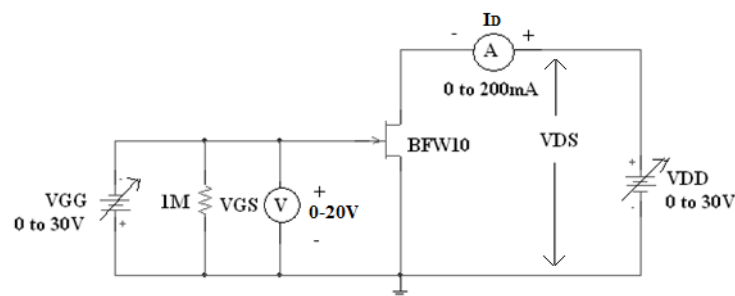 ID
- +
A
0 to 200mA
BFW10
VDS
VGG
0 to 30V
-
+
1M
VGS
V
+
0-20V
-
+
VDD
0 to 30V
-